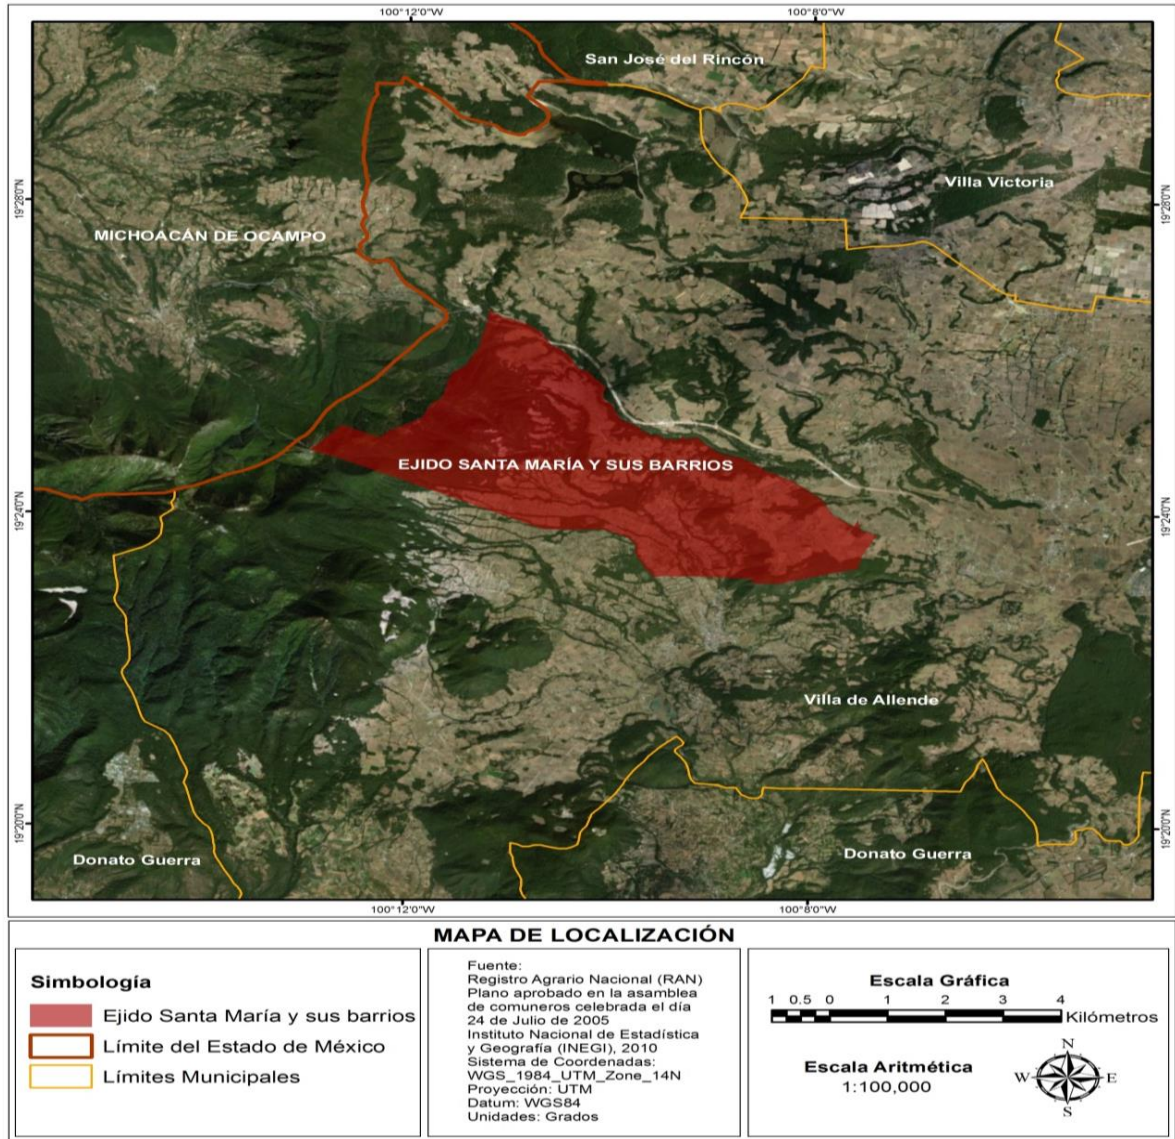 100°12'0"W 100°8'0"W
San José del Rincón
19°28'0"N
19°28'0"N
Villa Victoria
MICHOACÁN DE OCAMPO
EJIDO SANTA MARÍA Y SUS BARRIOS
19°24'0"N
19°24'0"N
Villa de Allende
19°20'0"N
19°20'0"N
Donato Guerra
Donato Guerra
100°12'0"W 100°8'0"W
MAPA DE LOCALIZACIÓN
Simbología
Ejido Santa María y sus barrios
Límite del Estado de México
Límites Municipales
Fuente:
Registro Agrario Nacional (RAN)
Plano aprobado en la asamblea
de comuneros celebrada el día
24 de Julio de 2005
Instituto Nacional de Estadística
y Geografía (INEGI), 2010
Sistema de Coordenadas:
WGS_1984_UTM_Zone_14N
Proyección: UTM
Datum: WGS84
Unidades: Grados
Escala Gráfica
1 0.5 0 1 2 3 4
Kilómetros
Escala Aritmética
1:100,000
N
W E
S